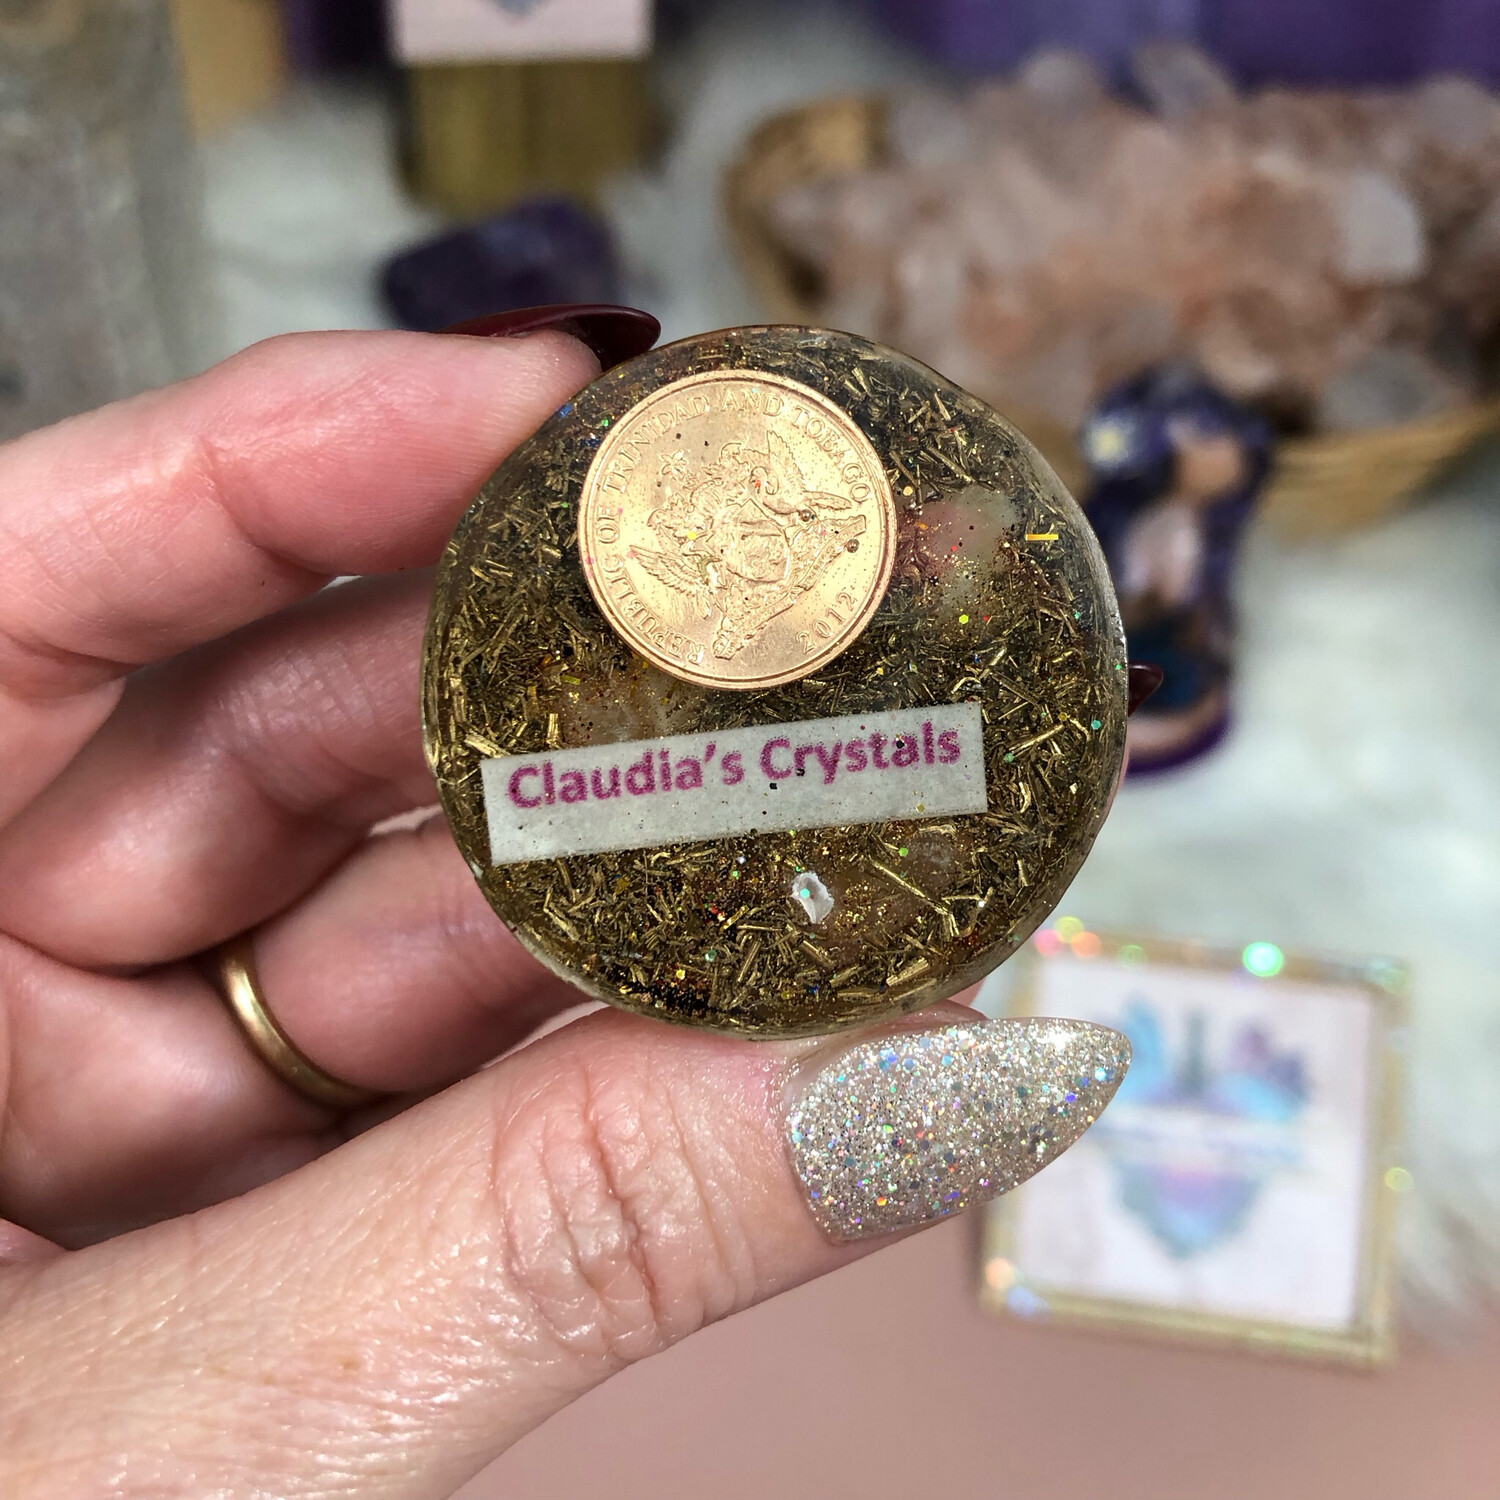 REPUBLIC OF TRINIDAD AND TOBAGO
2012
Claudia's Crystals